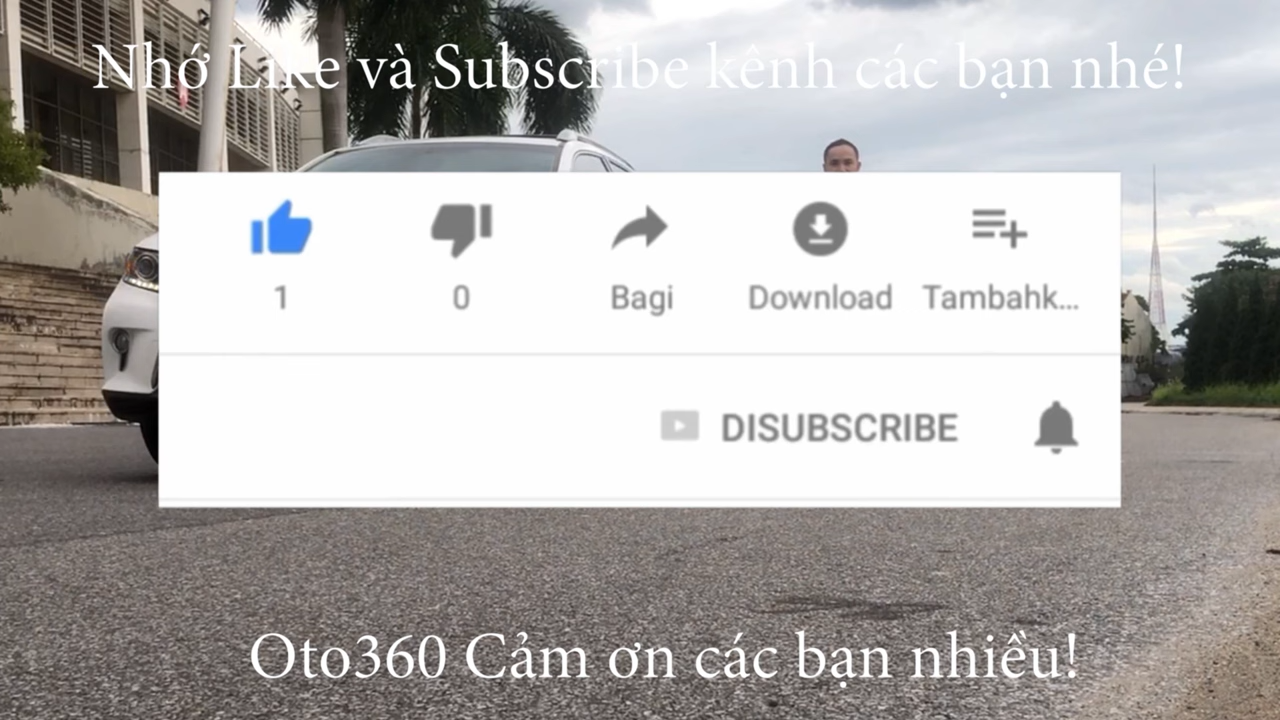 Nhớ Like và Subscribe kênh các bạn nhé!
1 0 Bagi Download Tambahk...
DISUBSCRIBE
Oto360 Cảm ơn các bạn nhiều!